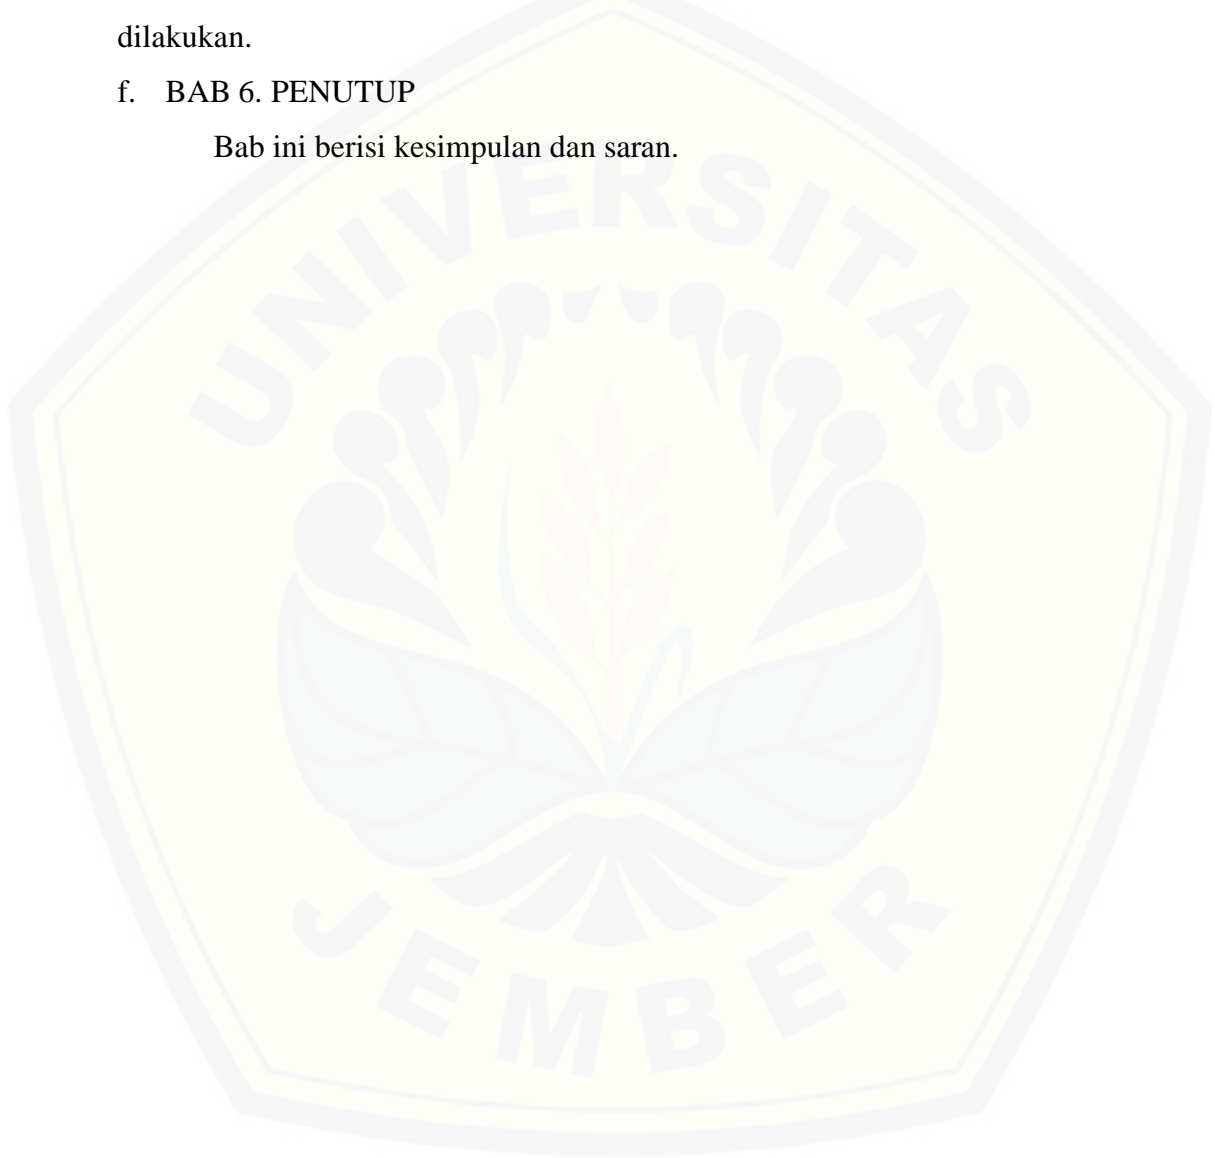 dilakukan.
f. BAB 6. PENUTUP
Bab ini berisi kesimpulan dan saran.
UNIVERSITAS
JEMBER